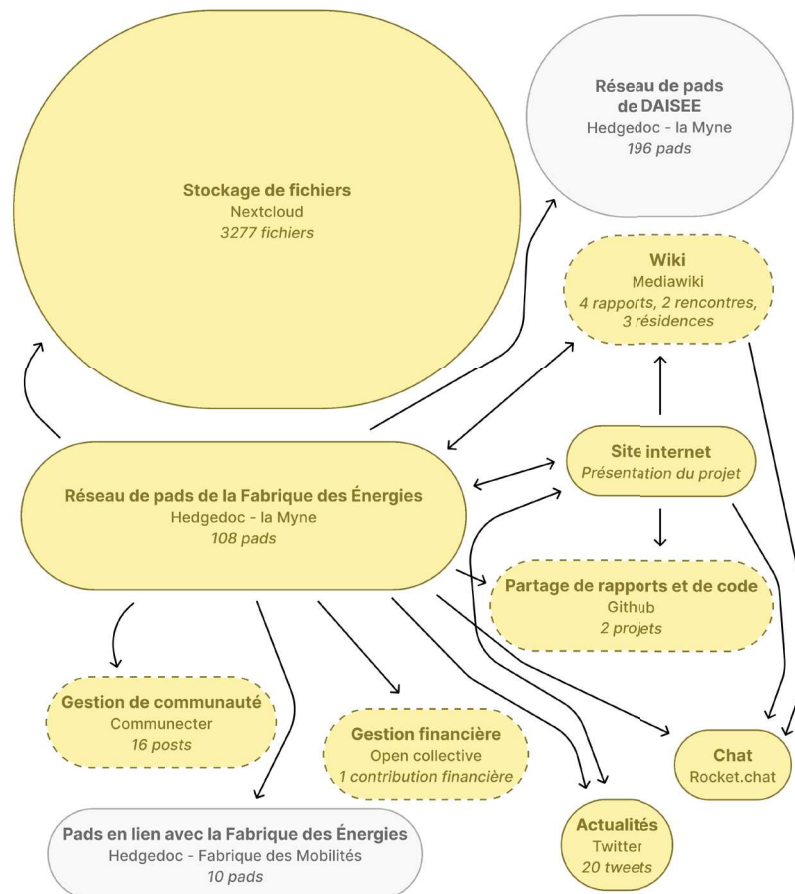 Réseau de pads
de DAISEE
Hedgedoc - la Myne
196 pads
Stockage de fichiers
Nextcloud
3277 fichiers
Wiki
Mediawiki
4 rapports, 2 rencontres,
3 résidences
Site internet
Présentation du projet
Réseau de pads de la Fabrique des Énergies
Hedgedoc - la Myne
108 pads
Partage de rapports et de code
Github
2 projets
Gestion de communauté
Communecter
16 posts
Gestion financière
Open collective
1 contribution financière
Chat
Rocket.chat
Pads en lien avec la Fabrique des Énergies
Hedgedoc - Fabrique des Mobilités
10 pads
Actualités
Twitter
20 tweets